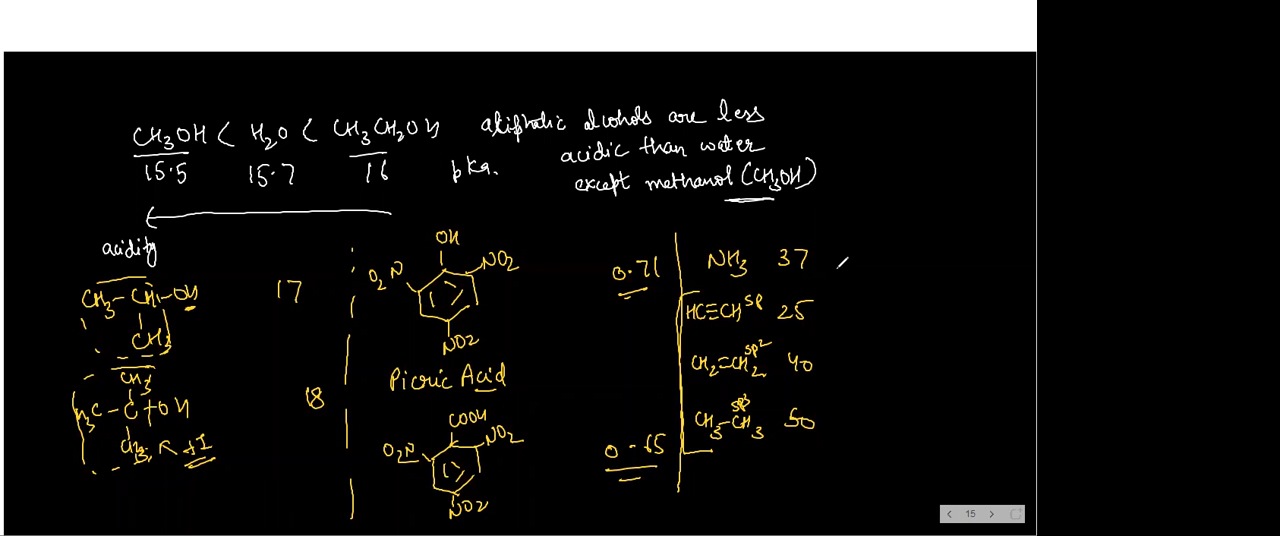 CH3OH < H2O < CH3CH2OH aliphatic alcohols are less
15.5 15.7 16 pKa. acidic than water
except methanol (CH3OH)
acidity
CH3-CH-OH 17
CH3
CH3
H3C-C-OH 18
CH3 +I
OH
O2N NO2 0.71
NO2
Picric Acid
COOH
O2N NO2 0.65
NO2
NH3 37
HC≡CH sp 25
CH2=CH2 sp2 40
CH3-CH3 sp3 50
15